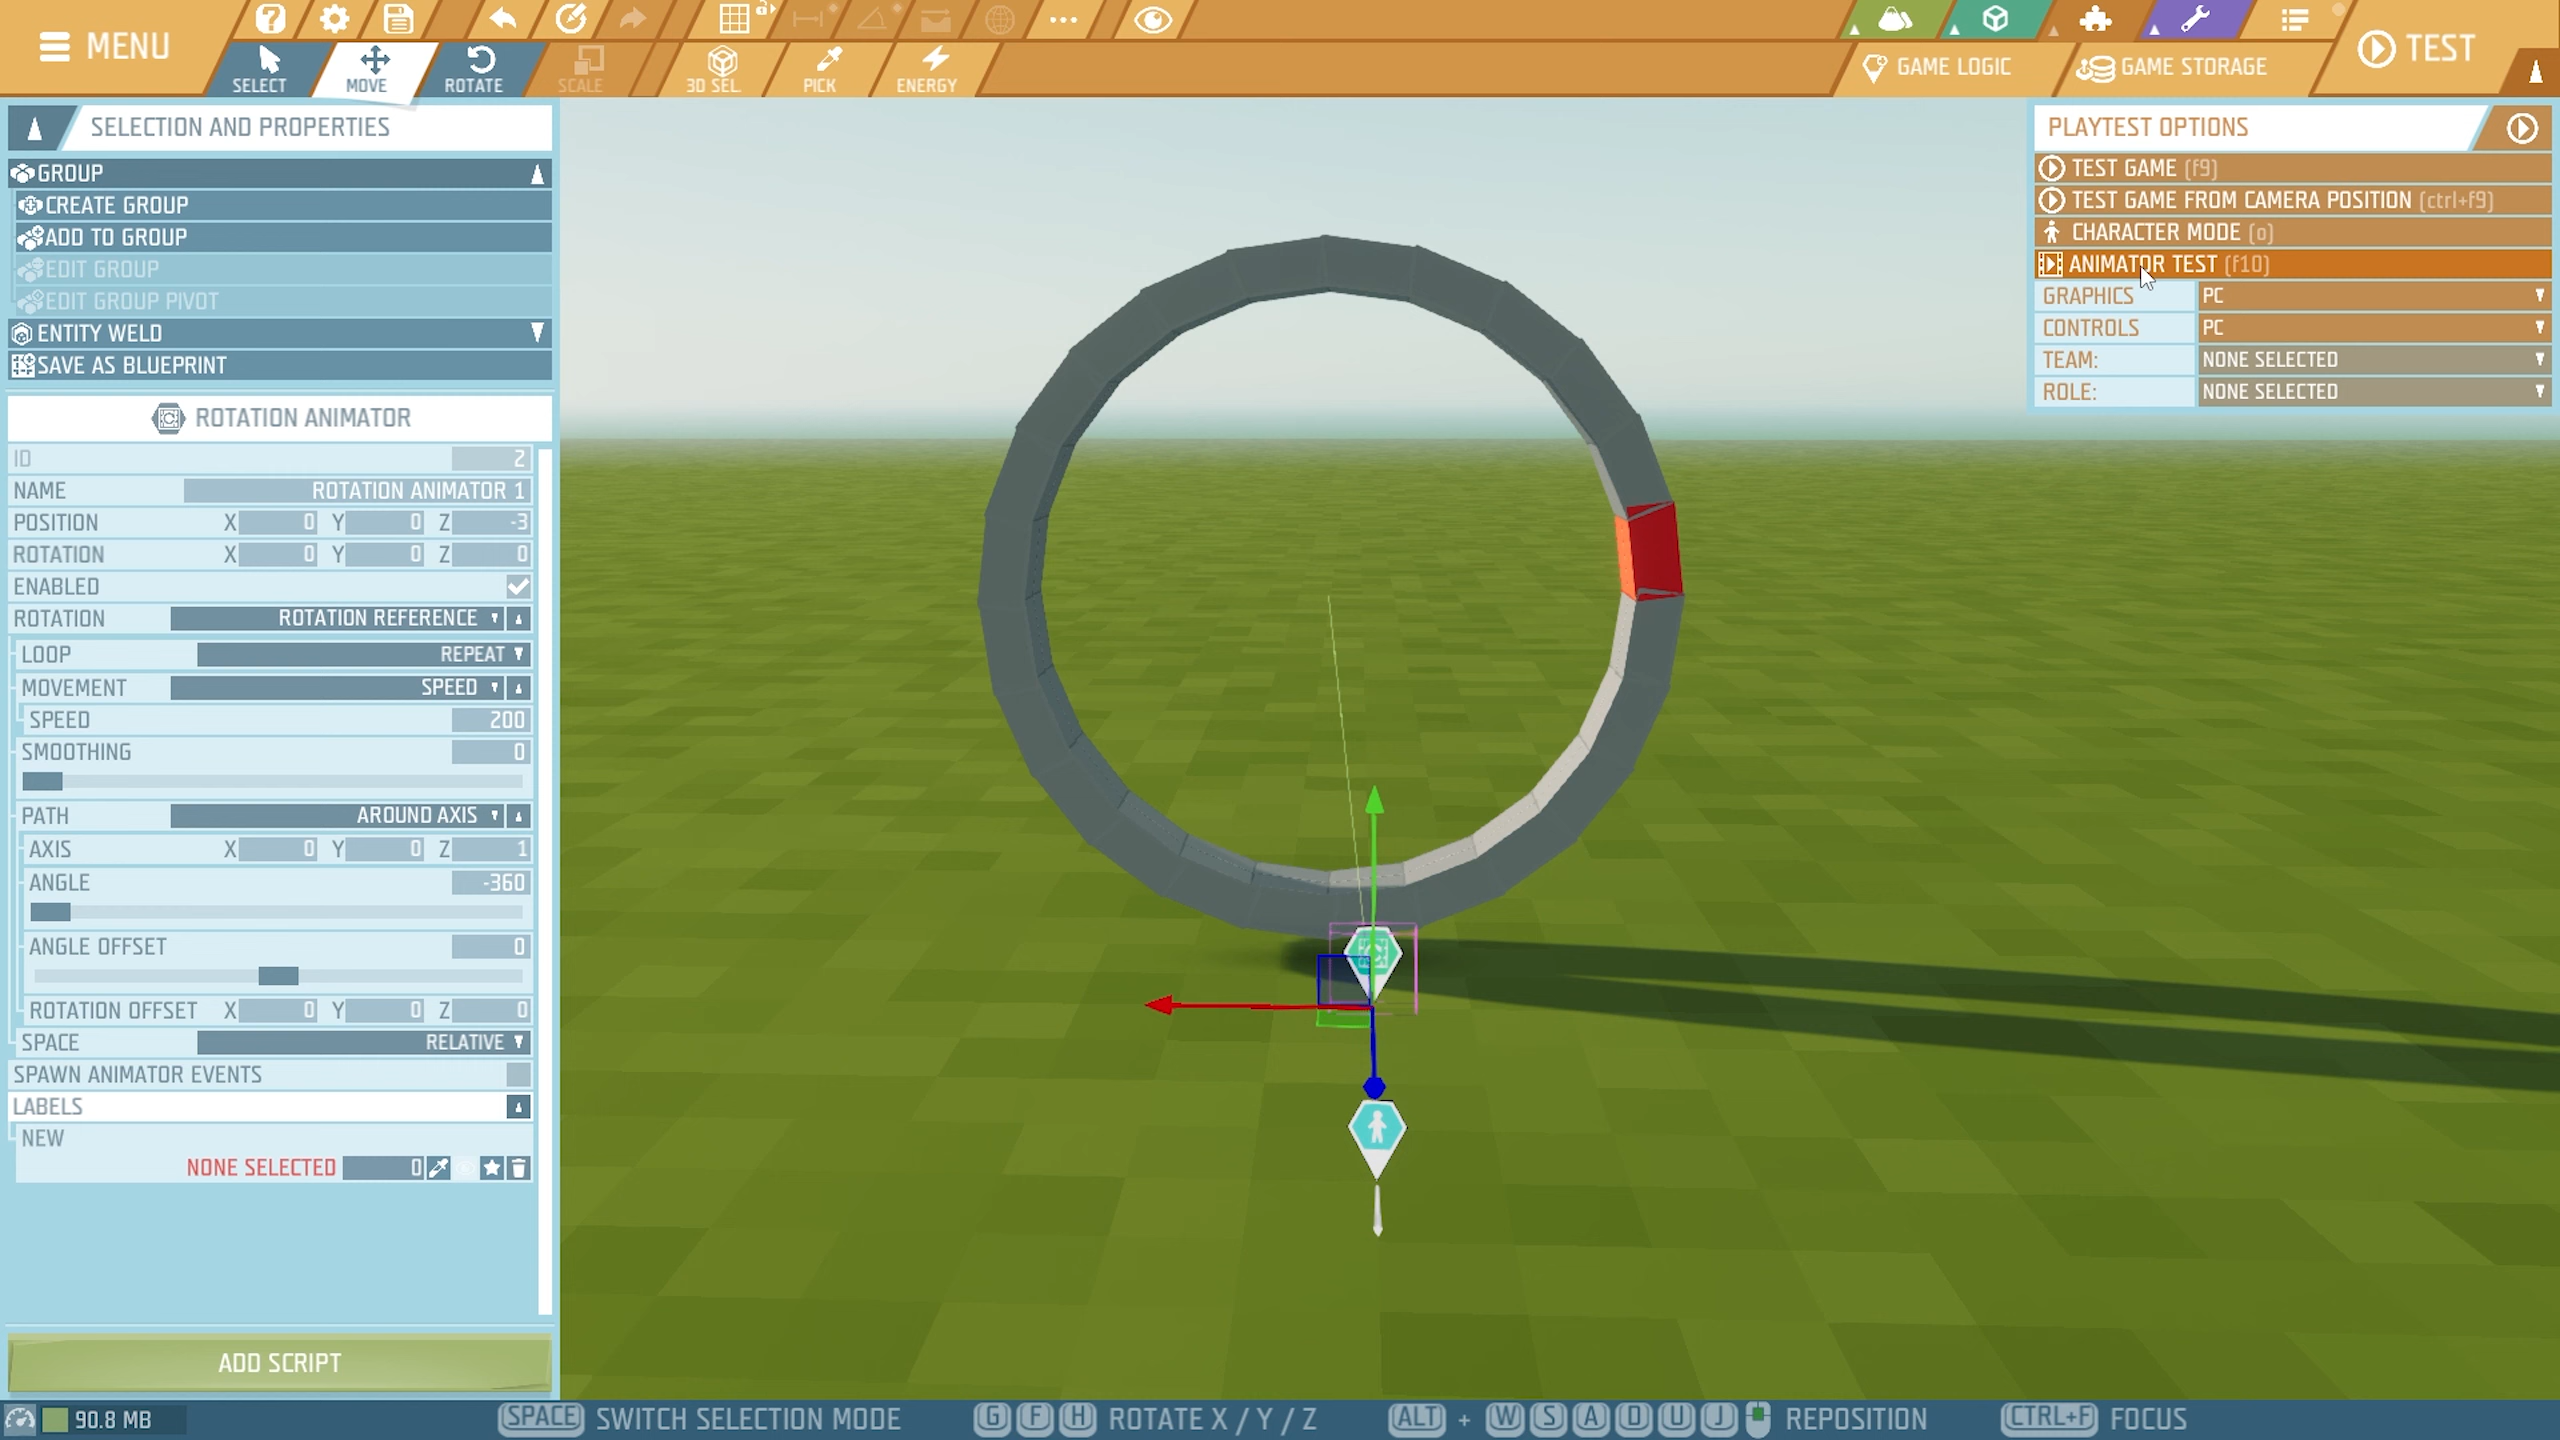 MENU
SELECT
MOVE
ROTATE
SCALE
3D SEL.
PICK
ENERGY
GAME LOGIC
GAME STORAGE
TEST
SELECTION AND PROPERTIES
GROUP
CREATE GROUP
ADD TO GROUP
EDIT GROUP
EDIT GROUP PIVOT
ENTITY WELD
SAVE AS BLUEPRINT
ROTATION ANIMATOR
ID 2
NAME ROTATION ANIMATOR 1
POSITION X 0 Y 0 Z -3
ROTATION X 0 Y 0 Z 0
ENABLED
ROTATION ROTATION REFERENCE
LOOP REPEAT
MOVEMENT SPEED
SPEED 200
SMOOTHING 0
PATH AROUND AXIS
AXIS X 0 Y 0 Z 1
ANGLE -360
ANGLE OFFSET 0
ROTATION OFFSET X 0 Y 0 Z 0
SPACE RELATIVE
SPAWN ANIMATOR EVENTS
LABELS
NEW
NONE SELECTED 0
ADD SCRIPT
PLAYTEST OPTIONS
TEST GAME (f9)
TEST GAME FROM CAMERA POSITION (ctrl+f9)
CHARACTER MODE (o)
ANIMATOR TEST (f10)
GRAPHICS PC
CONTROLS PC
TEAM: NONE SELECTED
ROLE: NONE SELECTED
90.8 MB
SPACE SWITCH SELECTION MODE
G F H ROTATE X / Y / Z
ALT + W S A D U J REPOSITION
CTRL+F FOCUS